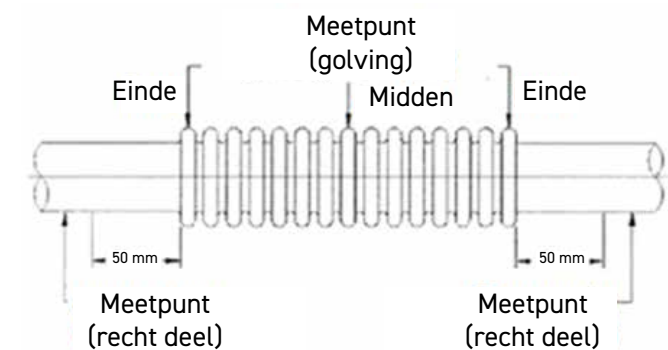 Meetpunt
(golving)
Einde
Midden
Einde
50 mm
50 mm
Meetpunt
(recht deel)
Meetpunt
(recht deel)